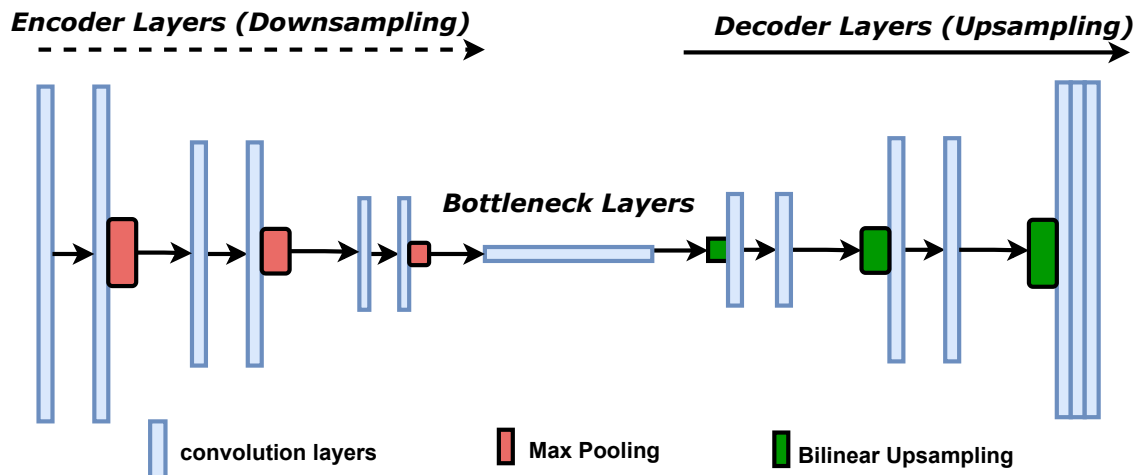 Encoder Layers (Downsampling)
Decoder Layers (Upsampling)
Bottleneck Layers
convolution layers
Max Pooling
Bilinear Upsampling